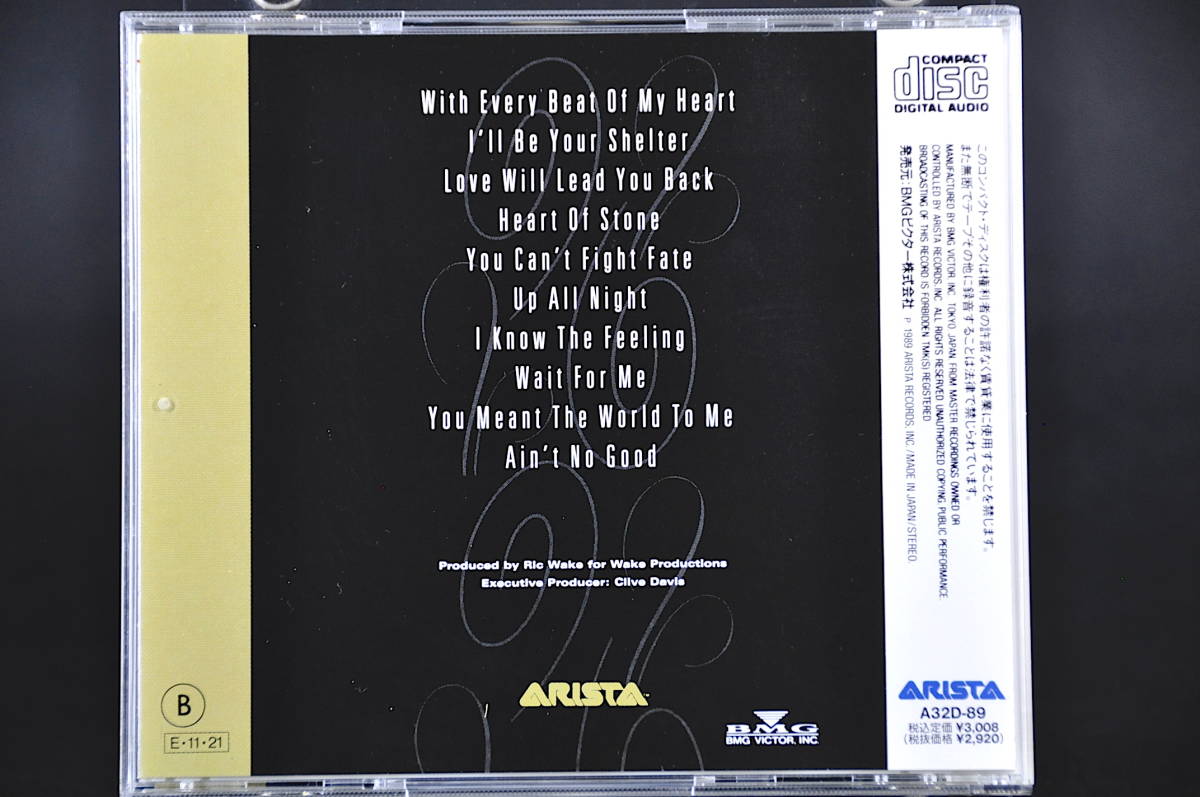 With Every Beat Of My Heart
I'll Be Your Shelter
Love Will Lead You Back
Heart Of Stone
You Can't Fight Fate
Up All Night
I Know The Feeling
Wait For Me
You Meant The World To Me
Ain't No Good
Produced by Ric Wake for Wake Productions
Executive Producer: Clive Davis
ARISTA
BMG
BMG VICTOR, INC.
B
E・11・21
COMPACT
disc
DIGITAL AUDIO
このコンパクト・ディスクは権利者の許諾なく賃貸業に使用することを禁じます。
また無断でテープその他に録音することは法律で禁じられています。
MANUFACTURED BY BMG VICTOR INC. TOKYO JAPAN FROM MASTER RECORDINGS OWNED OR
CONTROLLED BY ARISTA RECORDS, INC. ALL RIGHTS RESERVED UNAUTHORIZED COPYING PUBLIC PERFORMANCE.
BROADCASTING OF THIS RECORD IS FORBIDDEN TMK(S) REGISTERED
発売元:BMGビクター株式会社 P 1989 ARISTA RECORDS, INC./MADE IN JAPAN/STEREO.
ARISTA
A32D-89
税込定価 ¥3,008
(税抜価格 ¥2,920)